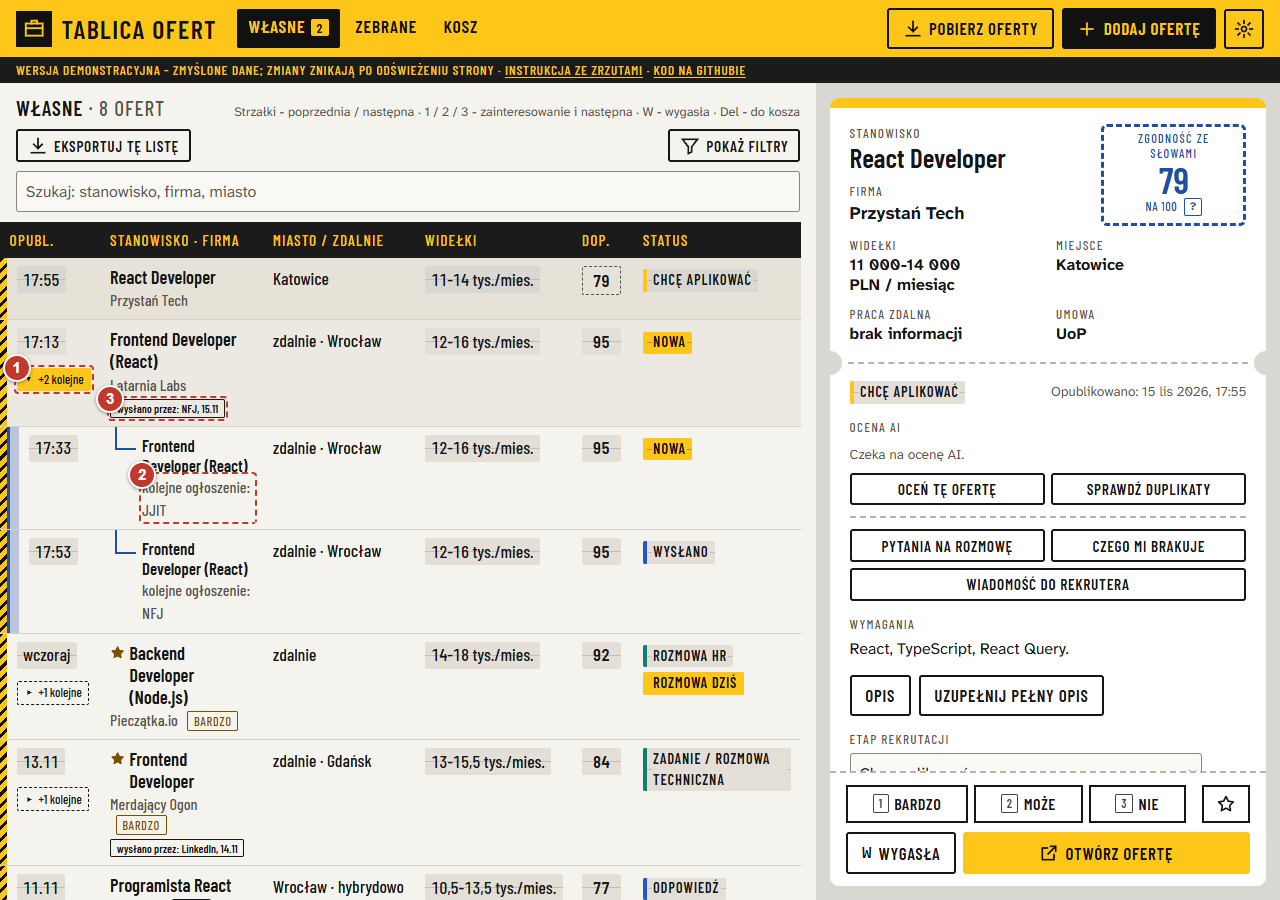 TABLICA OFERT
WŁASNE 2
ZEBRANE
KOSZ
POBIERZ OFERTY
DODAJ OFERTĘ
WERSJA DEMONSTRACYJNA – ZMYŚLONE DANE; ZMIANY ZNIKAJĄ PO ODŚWIEŻENIU STRONY · INSTRUKCJA ZE ZRZUTAMI · KOD NA GITHUBIE
WŁASNE · 8 OFERT
Strzałki - poprzednia / następna · 1 / 2 / 3 - zainteresowanie i następna · W - wygasła · Del - do kosza
EKSPORTUJ TĘ LISTĘ
POKAŻ FILTRY
Szukaj: stanowisko, firma, miasto
OPUBL. STANOWISKO · FIRMA MIASTO / ZDALNIE WIDEŁKI DOP. STATUS
17:55 React Developer Katowice 11-14 tys./mies. 79 CHCĘ APLIKOWAĆ
Przystań Tech
17:13 Frontend Developer zdalnie · Wrocław 12-16 tys./mies. 95 NOWA
(React)
1 +2 kolejne Latarnia Labs
3 wysłano przez: NFJ, 15.11
17:33 Frontend zdalnie · Wrocław 12-16 tys./mies. 95 NOWA
Developer (React)
2 kolejne ogłoszenie:
JJIT
17:53 Frontend zdalnie · Wrocław 12-16 tys./mies. 95 WYSŁANO
Developer (React)
kolejne ogłoszenie:
NFJ
wczoraj Backend zdalnie 14-18 tys./mies. 92 ROZMOWA HR
Developer ROZMOWA DZIŚ
+1 kolejne (Node.js)
Pieczątka.io BARDZO
13.11 Frontend zdalnie · Gdańsk 13-15,5 tys./mies. 84 ZADANIE / ROZMOWA
Developer TECHNICZNA
+1 kolejne Merdający Ogon
BARDZO
wysłano przez: LinkedIn, 14.11
11.11 Programista React Wrocław · hybrydowo 10,5-13,5 tys./mies. 77 ODPOWIEDŹ
STANOWISKO
React Developer
FIRMA
Przystań Tech
ZGODNOŚĆ ZE
SŁOWAMI
79
NA 100 ?
WIDEŁKI MIEJSCE
11 000-14 000 Katowice
PLN / miesiąc
PRACA ZDALNA UMOWA
brak informacji UoP
CHCĘ APLIKOWAĆ Opublikowano: 15 lis 2026, 17:55
OCENA AI
Czeka na ocenę AI.
OCEŃ TĘ OFERTĘ SPRAWDŹ DUPLIKATY
PYTANIA NA ROZMOWĘ CZEGO MI BRAKUJE
WIADOMOŚĆ DO REKRUTERA
WYMAGANIA
React, TypeScript, React Query.
OPIS UZUPEŁNIJ PEŁNY OPIS
ETAP REKRUTACJI
1 BARDZO 2 MOŻE 3 NIE
W WYGASŁA OTWÓRZ OFERTĘ